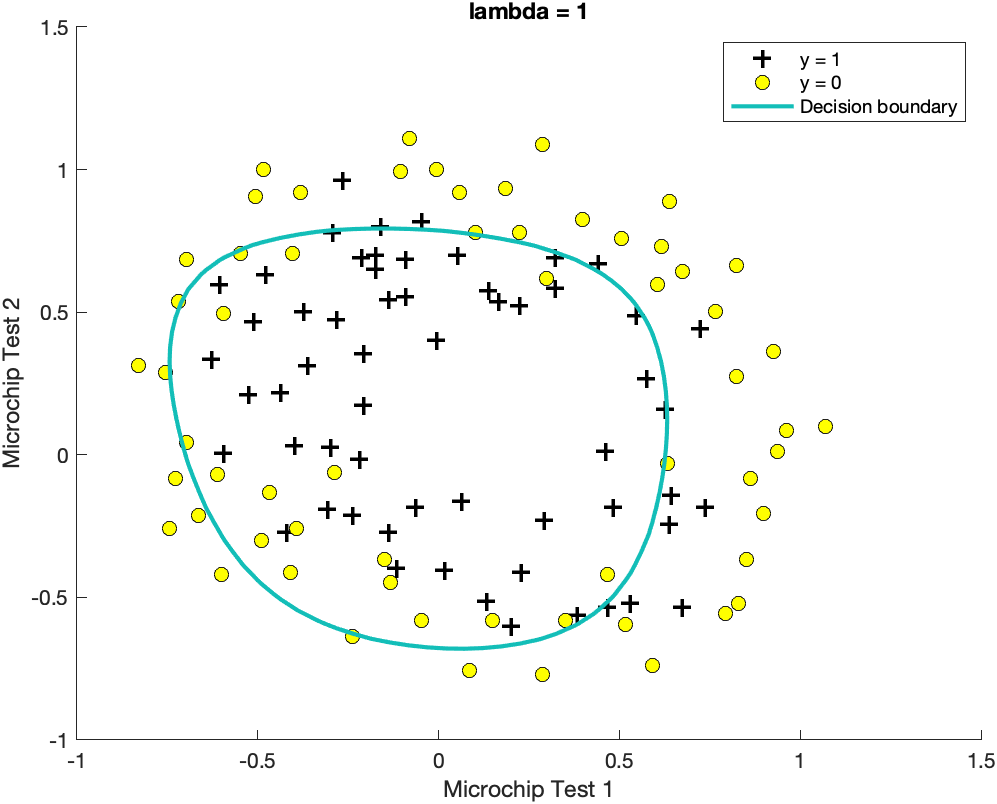 lambda = 1
1.5
y = 1
y = 0
Decision boundary
1
0.5
0
-0.5
-1
Microchip Test 2
-1
-0.5
0
0.5
1
1.5
Microchip Test 1